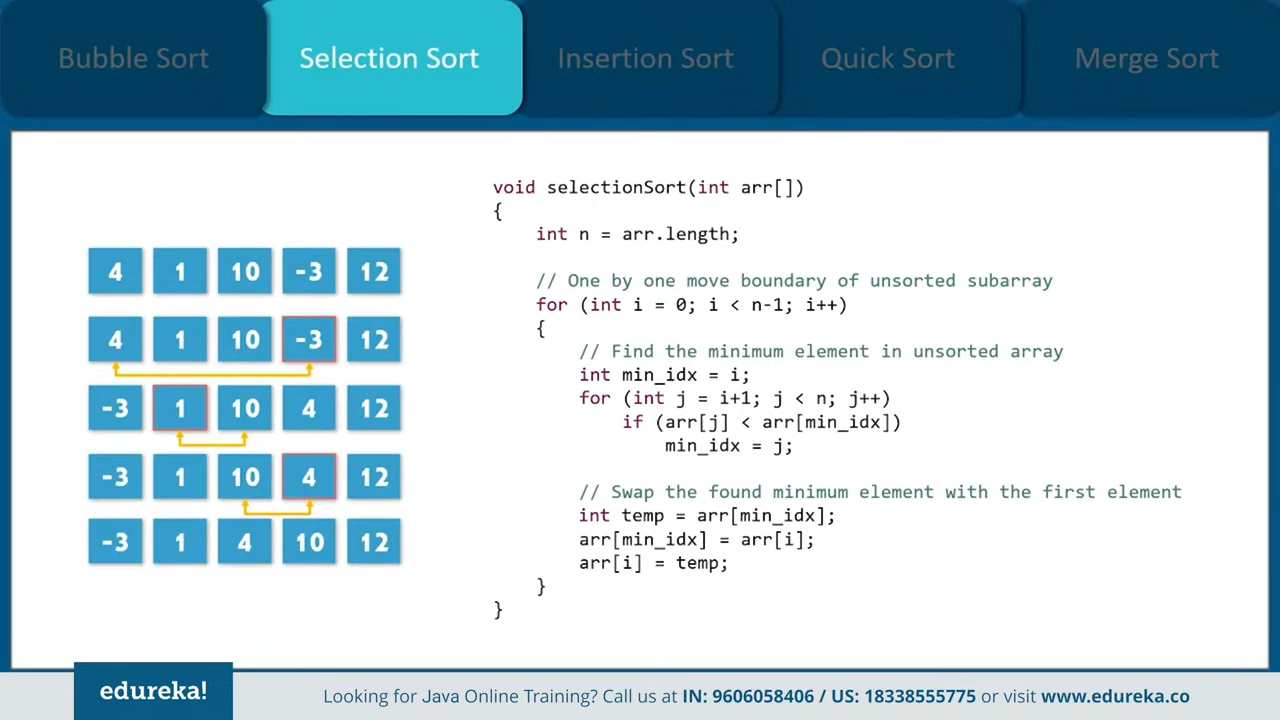 Bubble Sort
Selection Sort
Insertion Sort
Quick Sort
Merge Sort
4 1 10 -3 12
4 1 10 -3 12
-3 1 10 4 12
-3 1 10 4 12
-3 1 4 10 12
void selectionSort(int arr[])
{
    int n = arr.length;
    // One by one move boundary of unsorted subarray
    for (int i = 0; i < n-1; i++)
    {
        // Find the minimum element in unsorted array
        int min_idx = i;
        for (int j = i+1; j < n; j++)
            if (arr[j] < arr[min_idx])
                min_idx = j;
        // Swap the found minimum element with the first element
        int temp = arr[min_idx];
        arr[min_idx] = arr[i];
        arr[i] = temp;
    }
}
edureka!
Looking for Java Online Training? Call us at IN: 9606058406 / US: 18338555775 or visit www.edureka.co